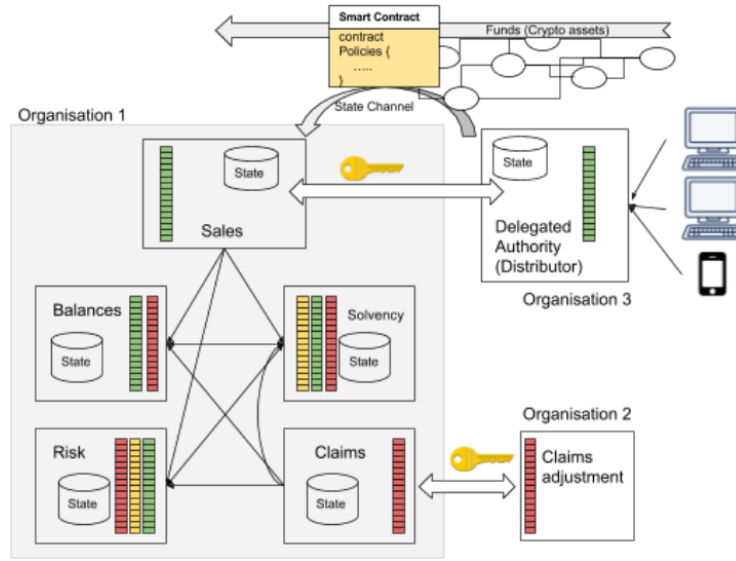 Smart Contract
contract
Policies {
.....
}
Funds (Crypto assets)
State Channel
Organisation 1
State
Sales
State
Delegated
Authority
(Distributor)
Organisation 3
Balances
State
Solvency
State
Risk
State
Claims
State
Organisation 2
Claims
adjustment